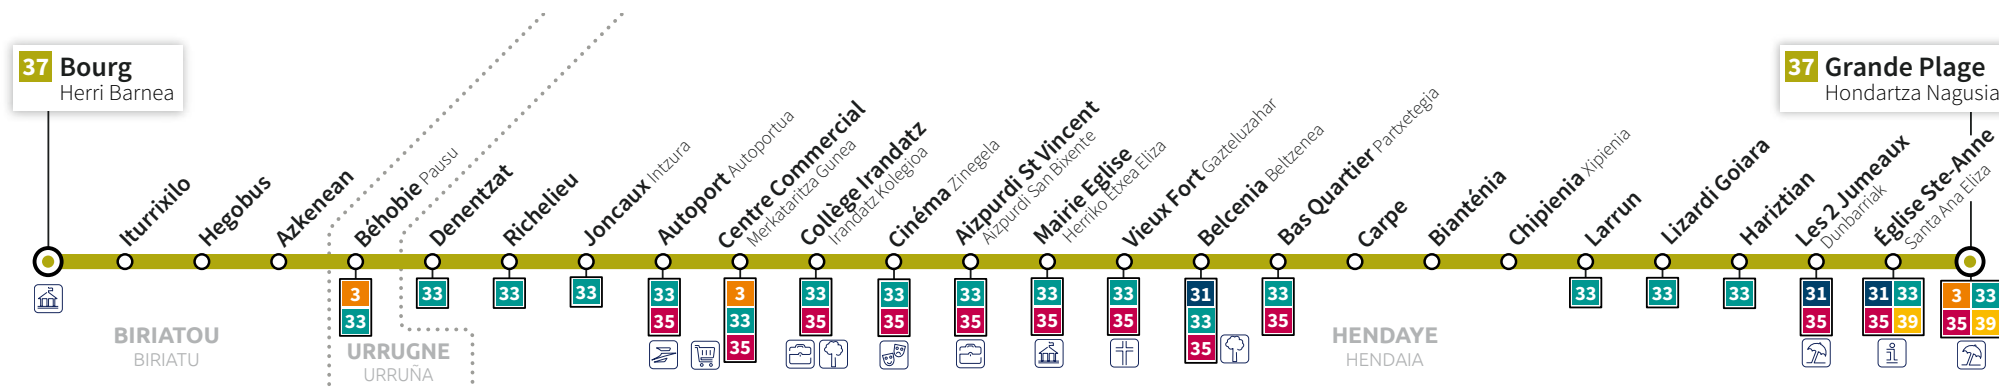 37 Bourg
Herri Barnea
37 Grande Plage
Hondartza Nagusia
Iturrixilo
Hegobus
Azkenean
Béhobie Pausu
Denentzat
Richelieu
Joncaux Intzura
Autoport Autoportua
Centre Commercial
Merkataritza Gunea
Collège Irandatz
Irandatz Kolegioa
Cinéma Zinegela
Aizpurdi St Vincent
Aizpurdi San Bixente
Mairie Eglise
Herriko Etxea Eliza
Vieux Fort Gazteluzahar
Belcenia Beltzenea
Bas Quartier Partxetegia
Carpe
Bianténia
Chipienia Xipienia
Larrun
Lizardi Goiara
Hariztian
Les 2 Jumeaux
Dunbarriak
Église Ste-Anne
Santa Ana Eliza
3
33
33
33
33
33
35
3
33
35
33
35
33
35
33
35
33
35
33
35
31
33
35
33
35
33
33
33
31
35
31 33
35 39
3 33
35 39
BIRIATOU
BIRIATU
URRUGNE
URRUÑA
HENDAYE
HENDAIA